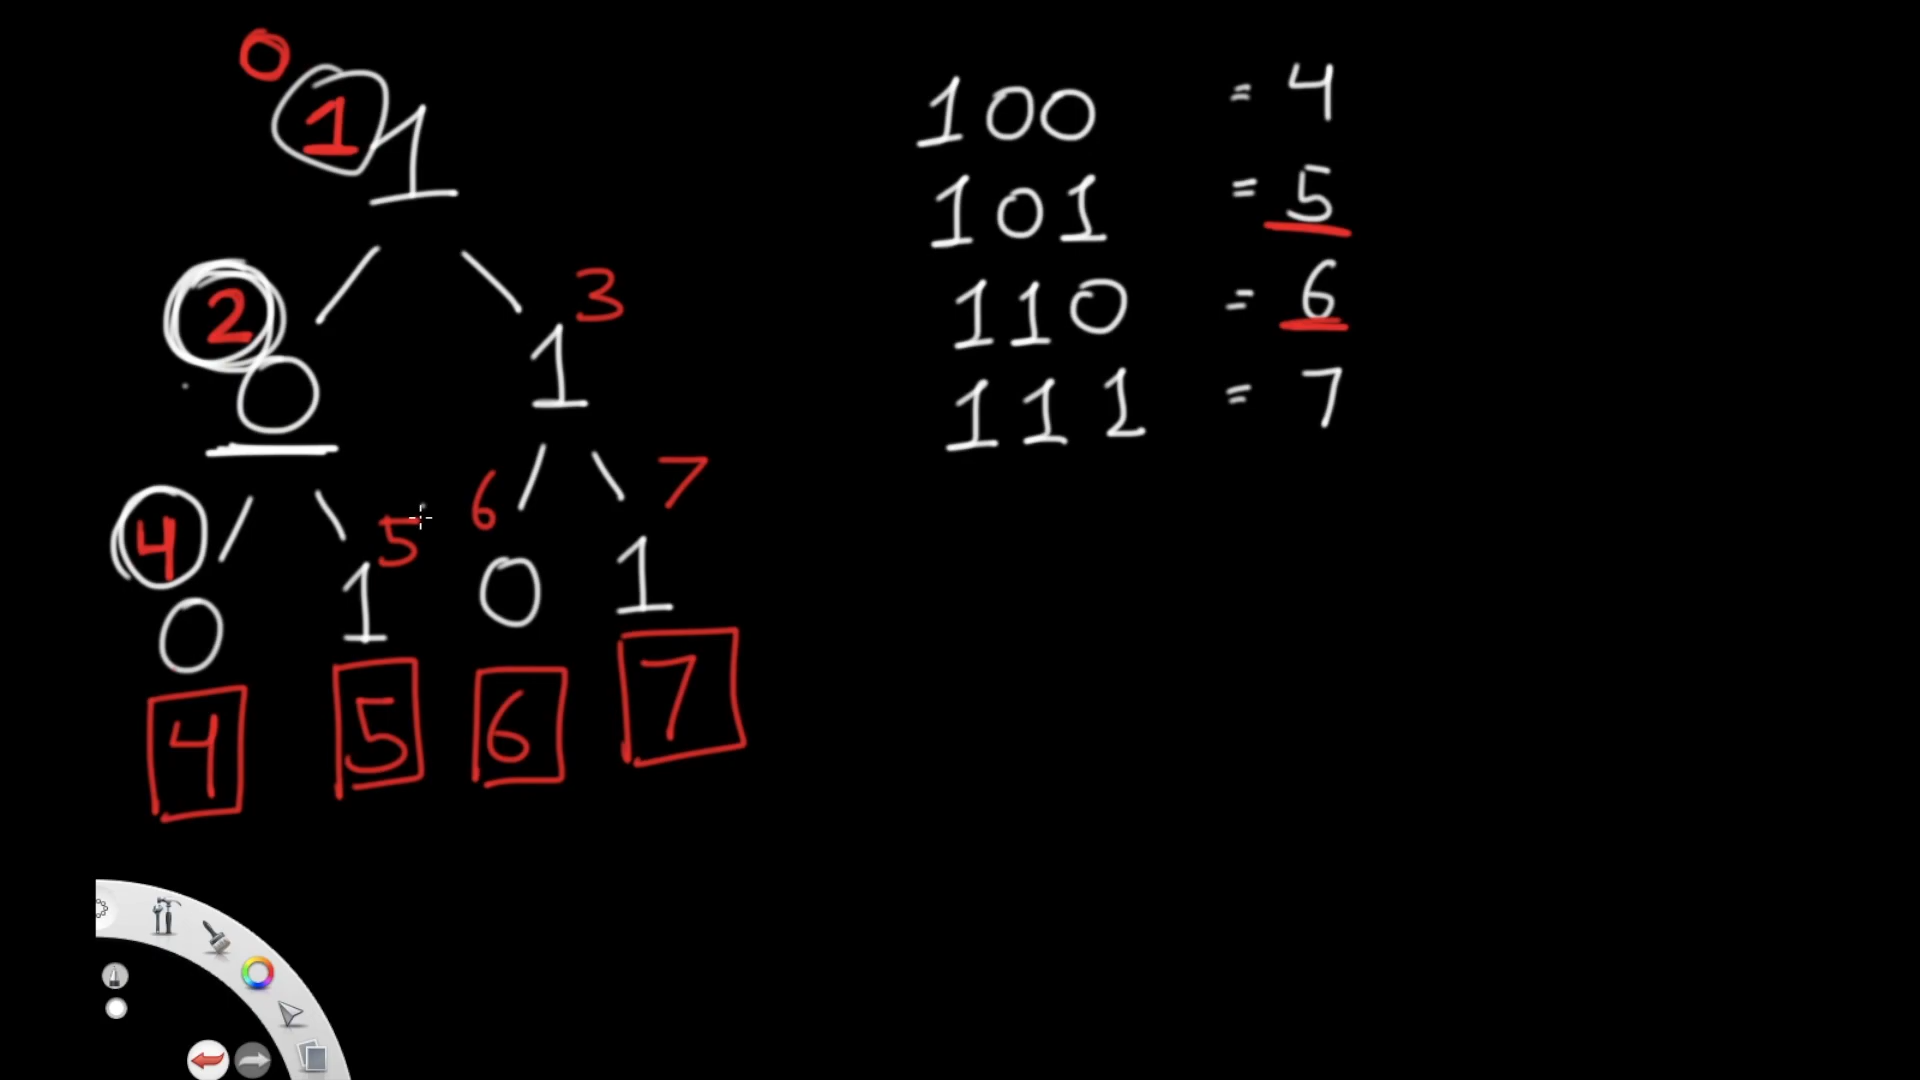 0
1 1
2 3
0 1
4 5 6 7
0 1 0 1
4 5 6 7
100 = 4
101 = 5
110 = 6
111 = 7